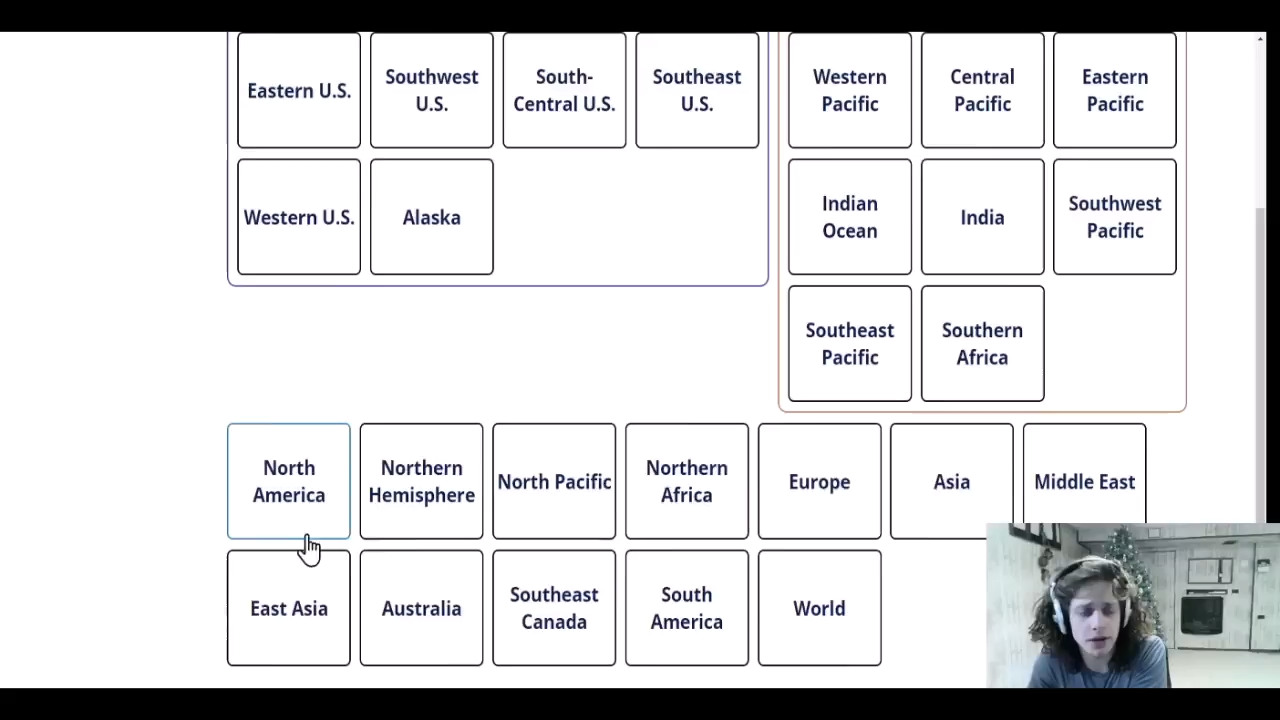 Eastern U.S.
Southwest
U.S.
South-
Central U.S.
Southeast
U.S.
Western U.S.
Alaska
Western
Pacific
Central
Pacific
Eastern
Pacific
Indian
Ocean
India
Southwest
Pacific
Southeast
Pacific
Southern
Africa
North
America
Northern
Hemisphere
North Pacific
Northern
Africa
Europe
Asia
Middle East
East Asia
Australia
Southeast
Canada
South
America
World